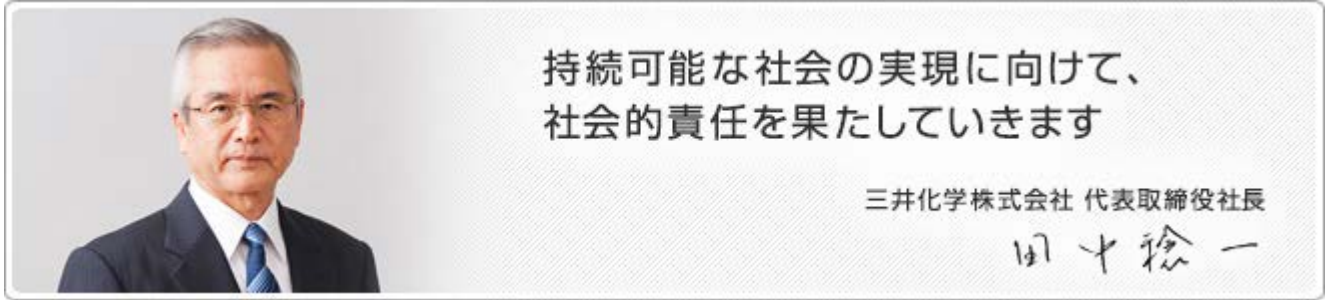 持続可能な社会の実現に向けて、
社会的責任を果たしていきます
三井化学株式会社 代表取締役社長
田中稔一